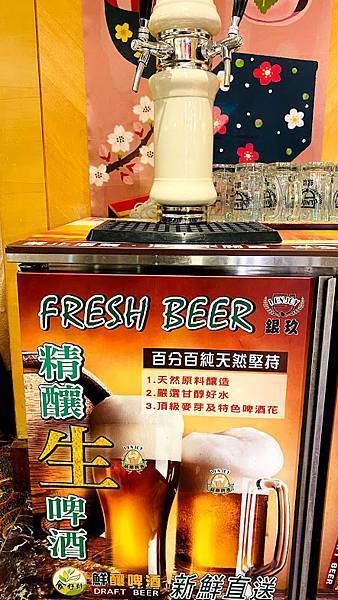 FRESH BEER
銀玖
精釀生啤酒
百分百純天然堅持
1.天然原料釀造
2.嚴選甘醇好水
3.頂級麥芽及特色啤酒花
鮮釀啤酒
DRAFT BEER
新鮮直送